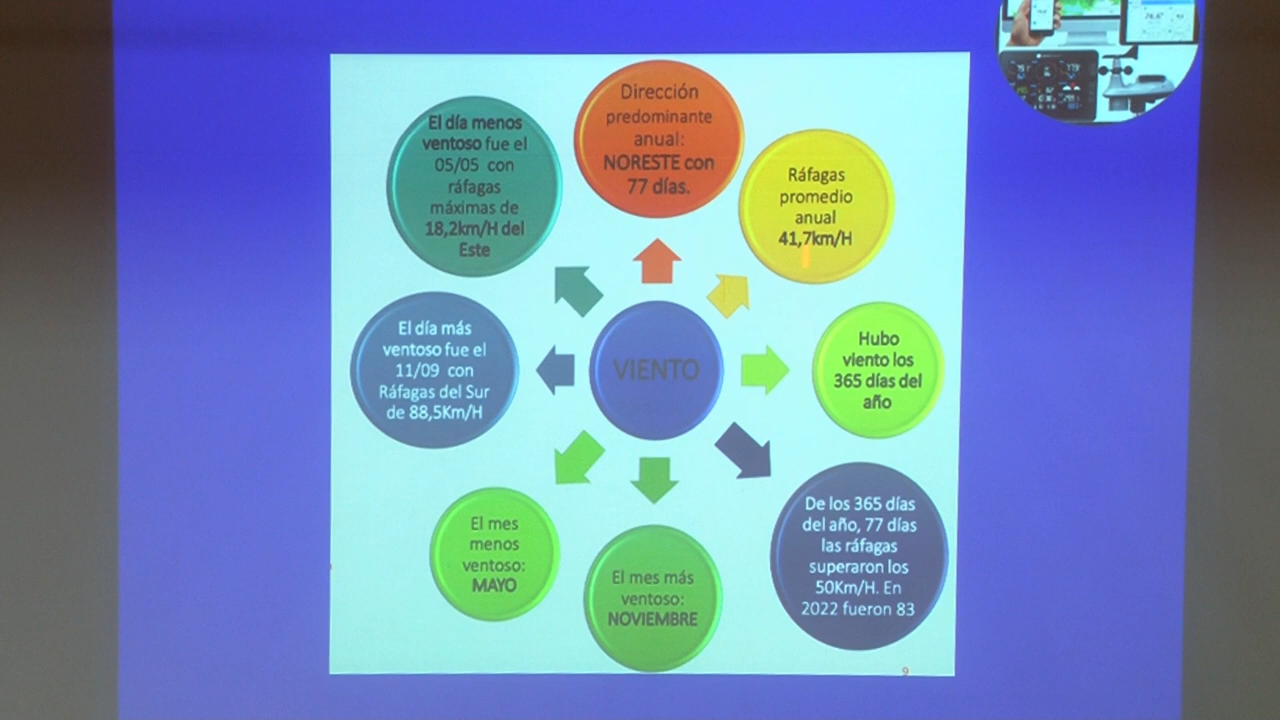 Dirección
predominante
anual:
NORESTE con
77 días.
Ráfagas
promedio
anual
41,7km/H
Hubo
viento los
365 días del
año
De los 365 días
del año, 77 días
las ráfagas
superaron los
50Km/H. En
2022 fueron 83
El mes más
ventoso:
NOVIEMBRE
El mes
menos
ventoso:
MAYO
El día más
ventoso fue el
11/09 con
Ráfagas del Sur
de 88,5Km/H
El día menos
ventoso fue el
05/05 con
ráfagas
máximas de
18,2km/H del
Este
VIENTO
9